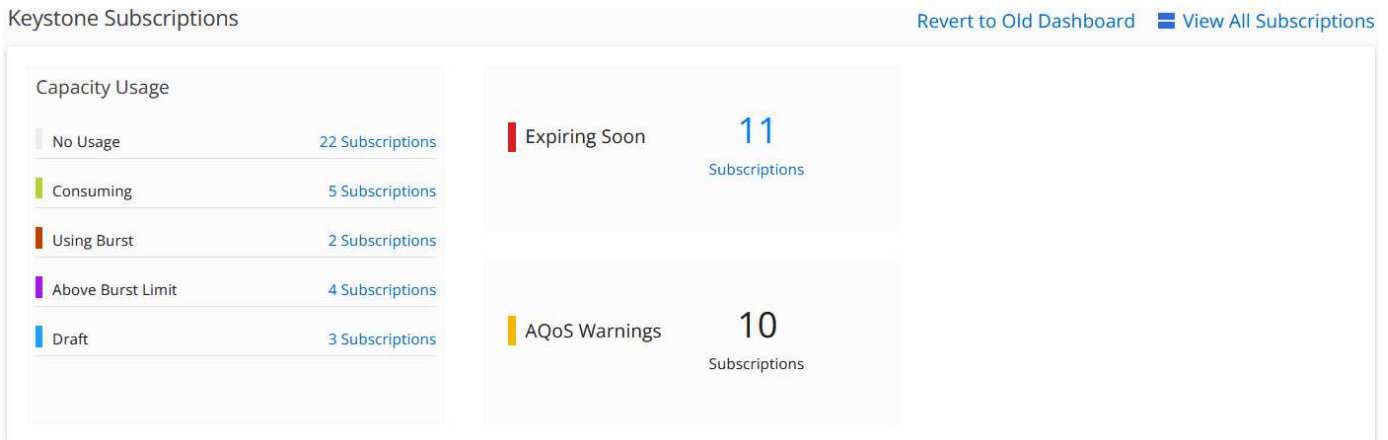 Keystone Subscriptions
Revert to Old Dashboard View All Subscriptions
Capacity Usage
No Usage 22 Subscriptions
Consuming 5 Subscriptions
Using Burst 2 Subscriptions
Above Burst Limit 4 Subscriptions
Draft 3 Subscriptions
Expiring Soon 11
Subscriptions
AQoS Warnings 10
Subscriptions